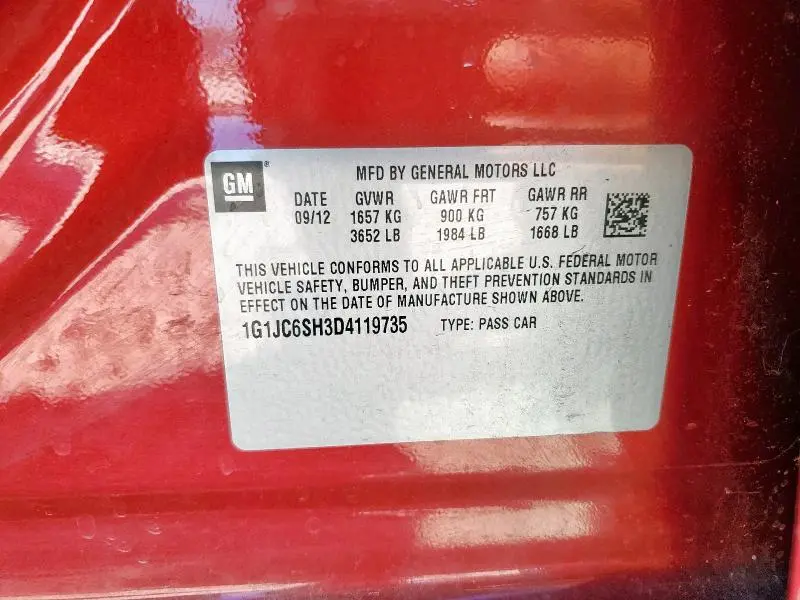 GM ® MFD BY GENERAL MOTORS LLC
DATE GVWR GAWR FRT GAWR RR
09/12 1657 KG 900 KG 757 KG
3652 LB 1984 LB 1668 LB
THIS VEHICLE CONFORMS TO ALL APPLICABLE U.S. FEDERAL MOTOR
VEHICLE SAFETY, BUMPER, AND THEFT PREVENTION STANDARDS IN
EFFECT ON THE DATE OF MANUFACTURE SHOWN ABOVE.
1G1JC6SH3D4119735 TYPE: PASS CAR